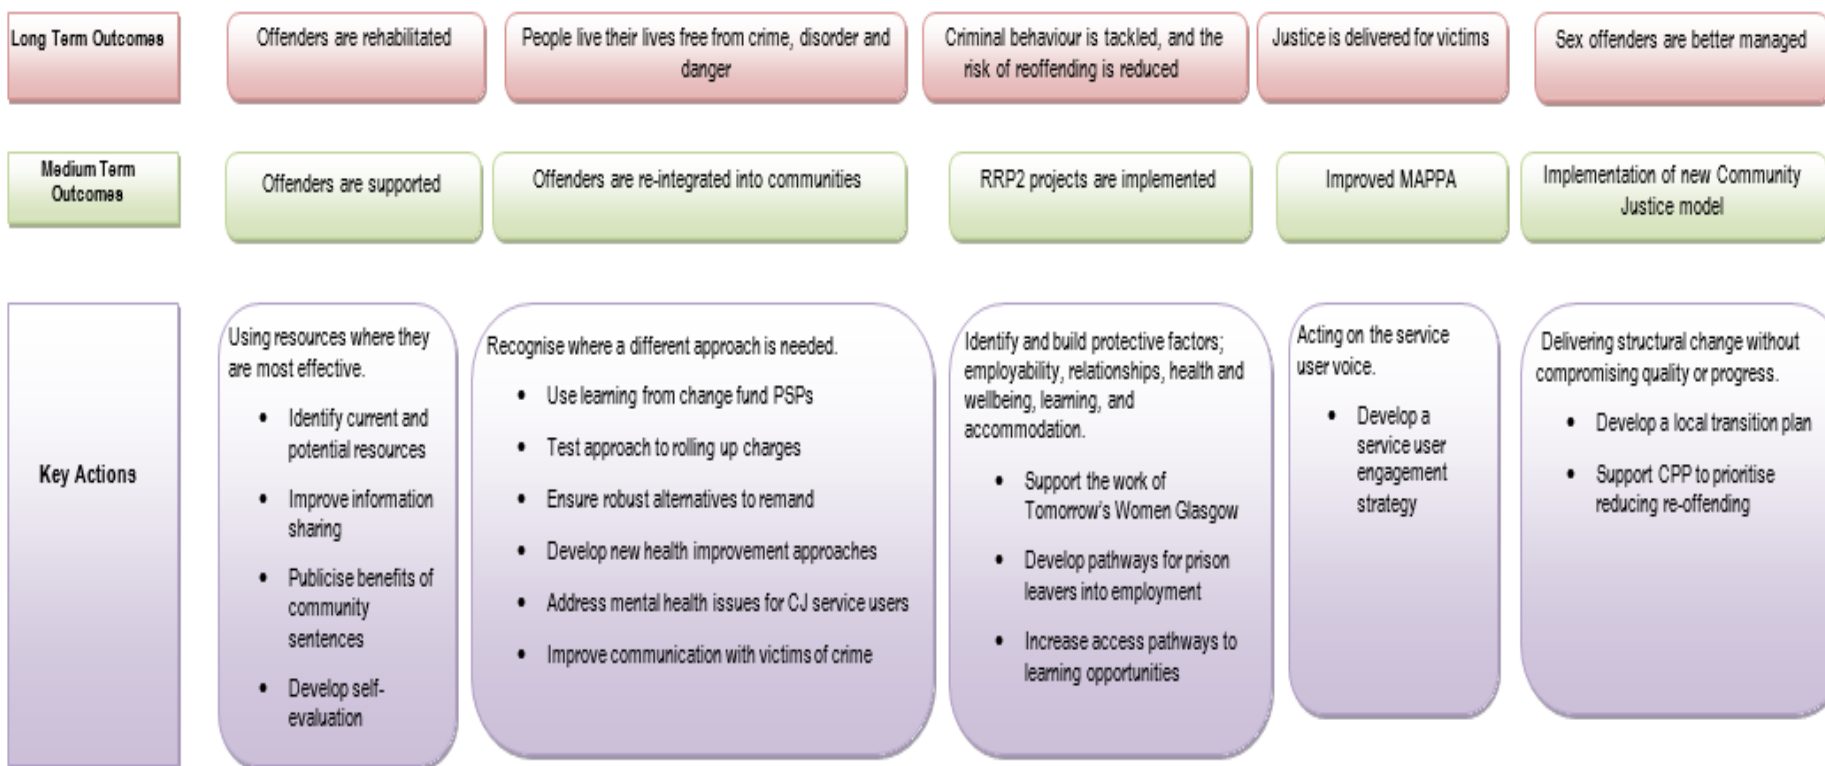 Long Term Outcomes
Offenders are rehabilitated
People live their lives free from crime, disorder and
danger
Criminal behaviour is tackled, and the
risk of reoffending is reduced
Justice is delivered for victims
Sex offenders are better managed
Medium Term
Outcomes
Offenders are supported
Offenders are re-integrated into communities
RRP2 projects are implemented
Improved MAPPA
Implementation of new Community
Justice model
Key Actions
Using resources where they
are most effective.
• Identify current and
potential resources
• Improve information
sharing
• Publicise benefits of
community
sentences
• Develop self-
evaluation
Recognise where a different approach is needed.
• Use learning from change fund PSPs
• Test approach to rolling up charges
• Ensure robust alternatives to remand
• Develop new health improvement approaches
• Address mental health issues for CJ service users
• Improve communication with victims of crime
Identify and build protective factors;
employability, relationships, health and
wellbeing, learning, and
accommodation.
• Support the work of
Tomorrow's Women Glasgow
• Develop pathways for prison
leavers into employment
• Increase access pathways to
learning opportunities
Acting on the service
user voice.
• Develop a
service user
engagement
strategy
Delivering structural change without
compromising quality or progress.
• Develop a local transition plan
• Support CPP to prioritise
reducing re-offending